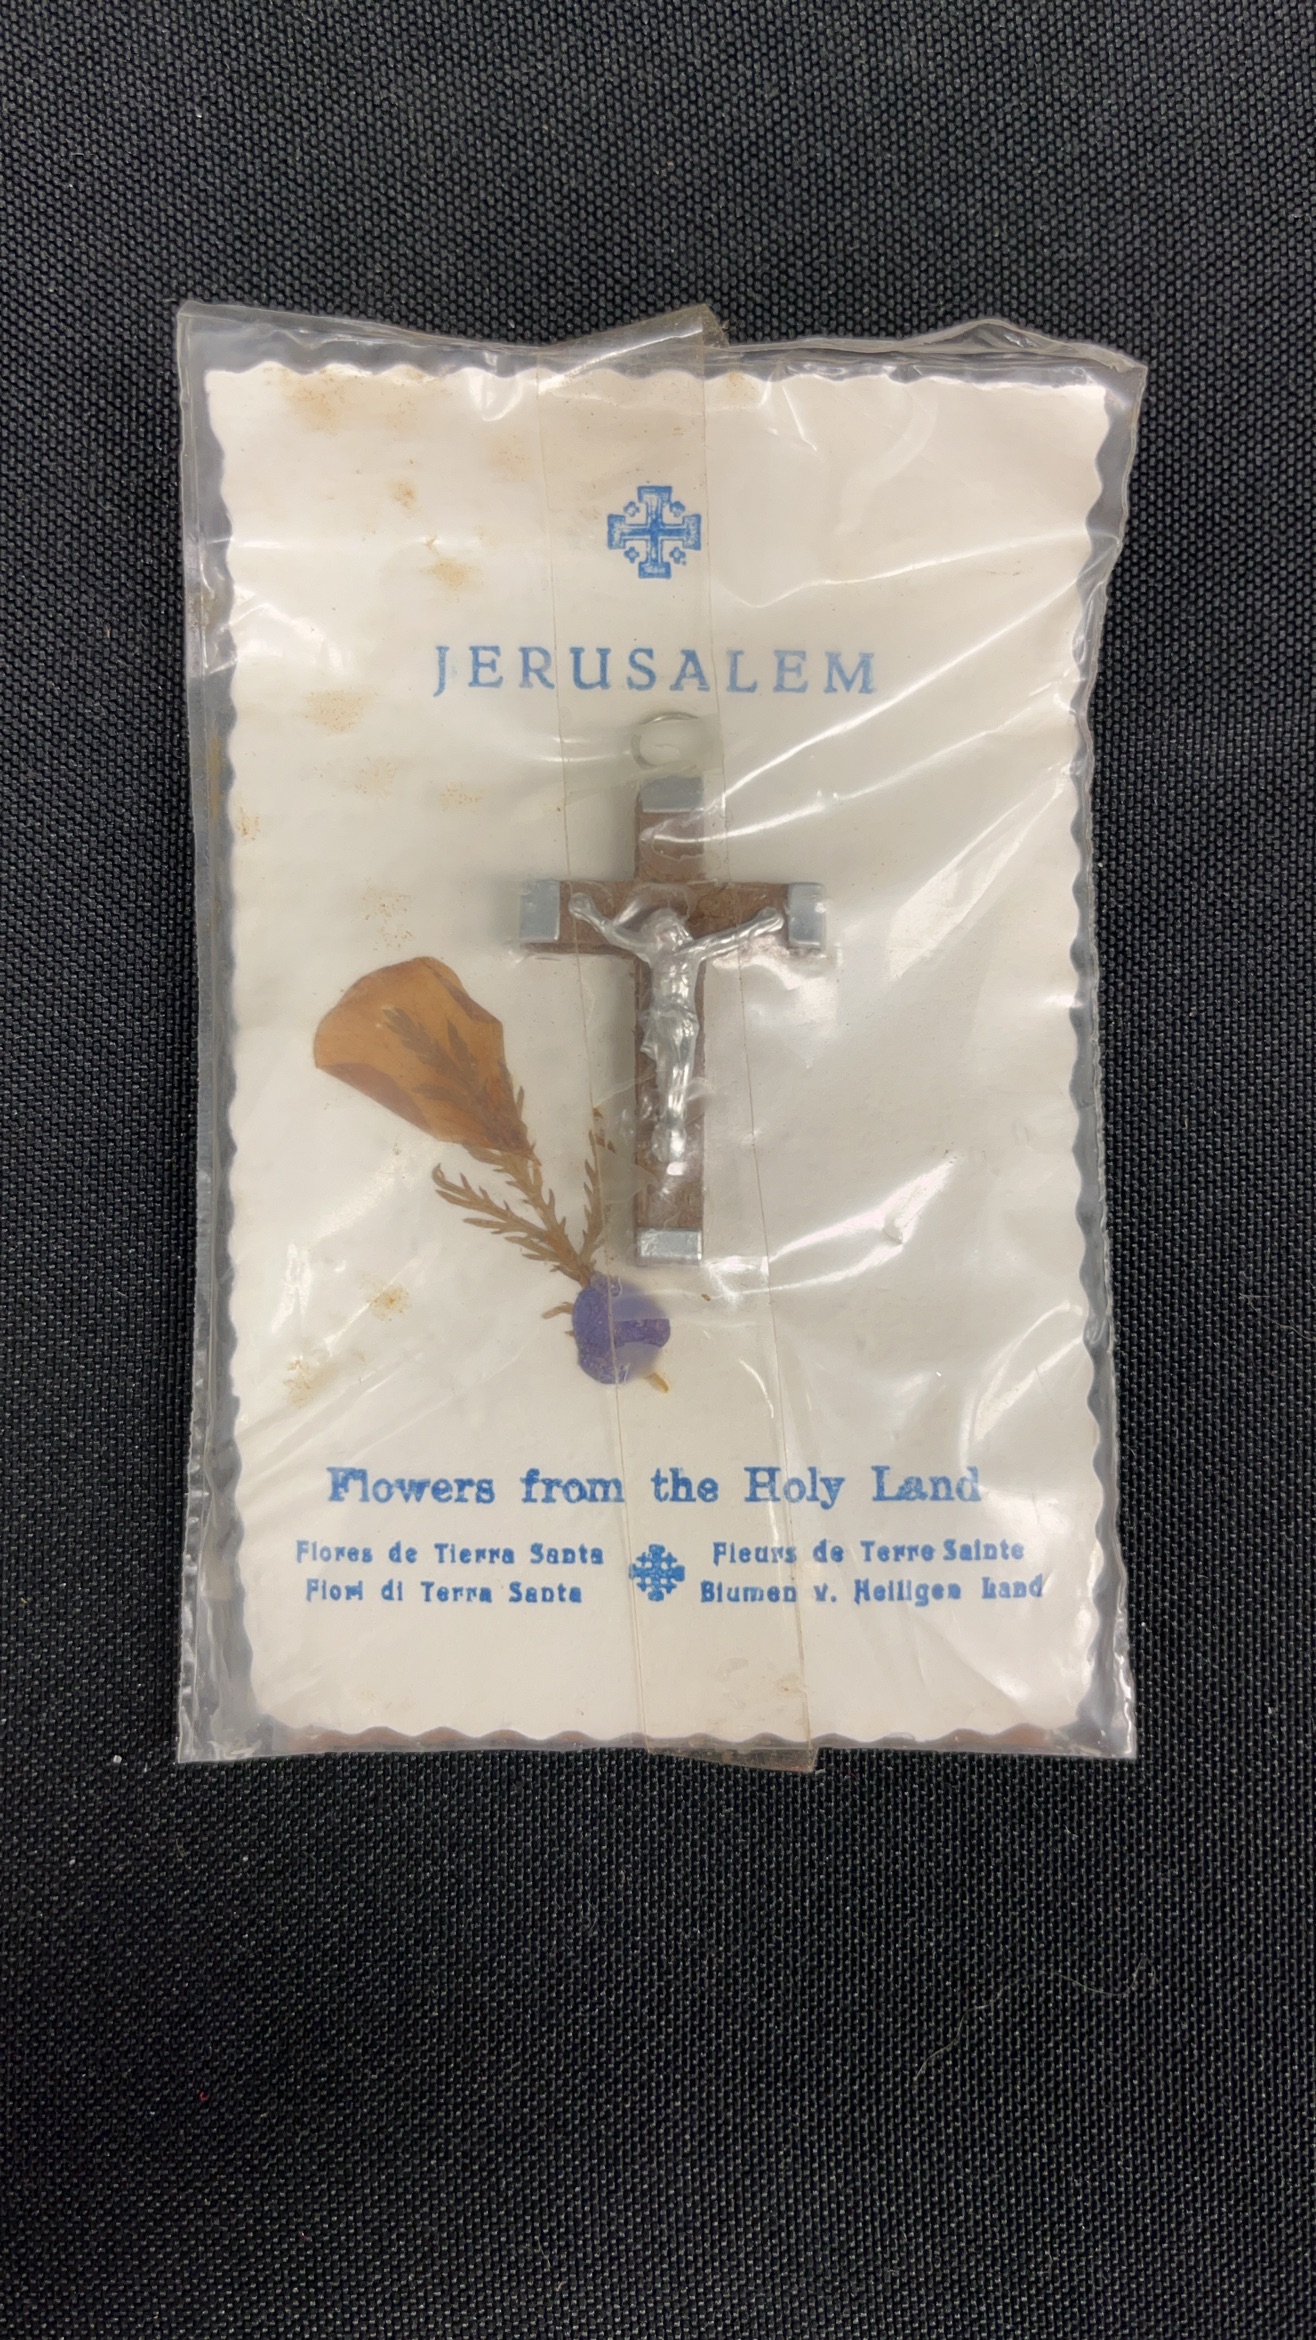 JERUSALEM
Flowers from the Holy Land
Flores de Tierra Santa
Fiori di Terra Santa
Fleurs de Terre Sainte
Blumen v. Heiligen Land